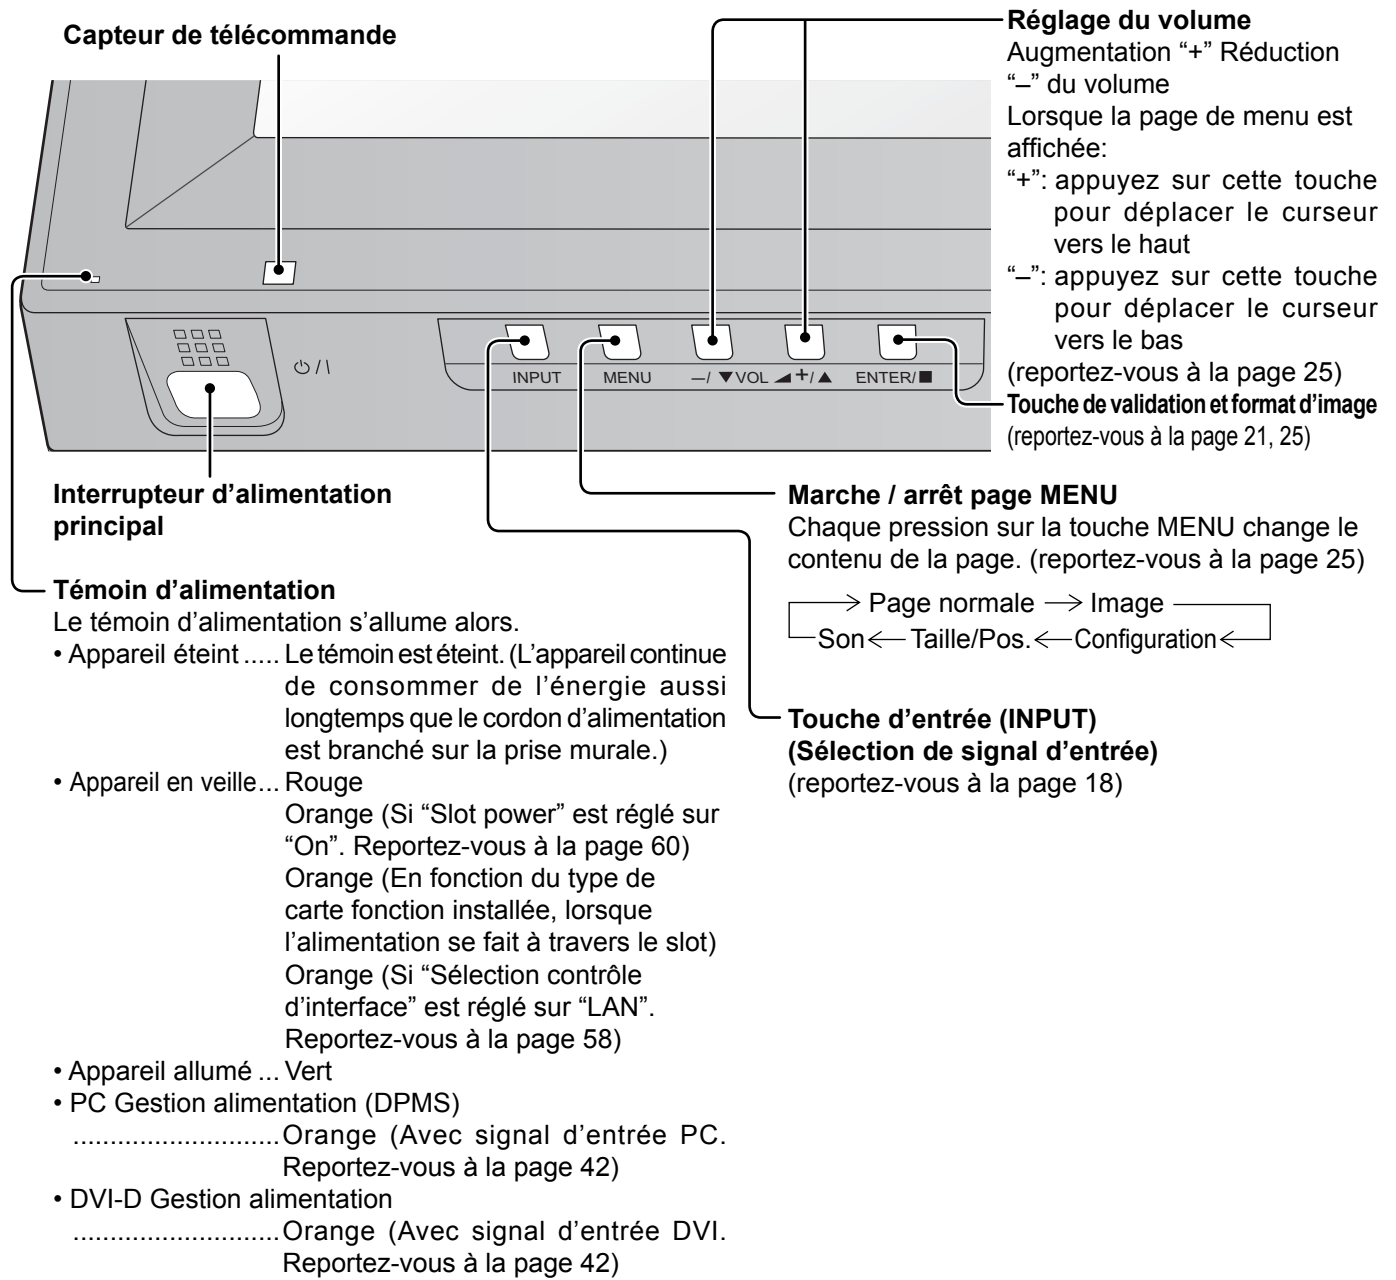 Capteur de télécommande
Réglage du volume
Augmentation “+” Réduction
“–” du volume
Lorsque la page de menu est
affichée:
“+”: appuyez sur cette touche
pour déplacer le curseur
vers le haut
“–”: appuyez sur cette touche
pour déplacer le curseur
vers le bas
(reportez-vous à la page 25)
Touche de validation et format d’image
(reportez-vous à la page 21, 25)
INPUT MENU –/ ▼VOL ◢ +/▲ ENTER/■
Interrupteur d’alimentation
principal
Marche / arrêt page MENU
Chaque pression sur la touche MENU change le
contenu de la page. (reportez-vous à la page 25)
→ Page normale → Image
Son ← Taille/Pos. ← Configuration ←
Témoin d’alimentation
Le témoin d’alimentation s’allume alors.
• Appareil éteint ..... Le témoin est éteint. (L’appareil continue
de consommer de l’énergie aussi
longtemps que le cordon d’alimentation
est branché sur la prise murale.)
• Appareil en veille... Rouge
Orange (Si “Slot power” est réglé sur
“On”. Reportez-vous à la page 60)
Orange (En fonction du type de
carte fonction installée, lorsque
l’alimentation se fait à travers le slot)
Orange (Si “Sélection contrôle
d’interface” est réglé sur “LAN”.
Reportez-vous à la page 58)
• Appareil allumé ... Vert
• PC Gestion alimentation (DPMS)
............................Orange (Avec signal d’entrée PC.
Reportez-vous à la page 42)
• DVI-D Gestion alimentation
............................Orange (Avec signal d’entrée DVI.
Reportez-vous à la page 42)
Touche d’entrée (INPUT)
(Sélection de signal d’entrée)
(reportez-vous à la page 18)